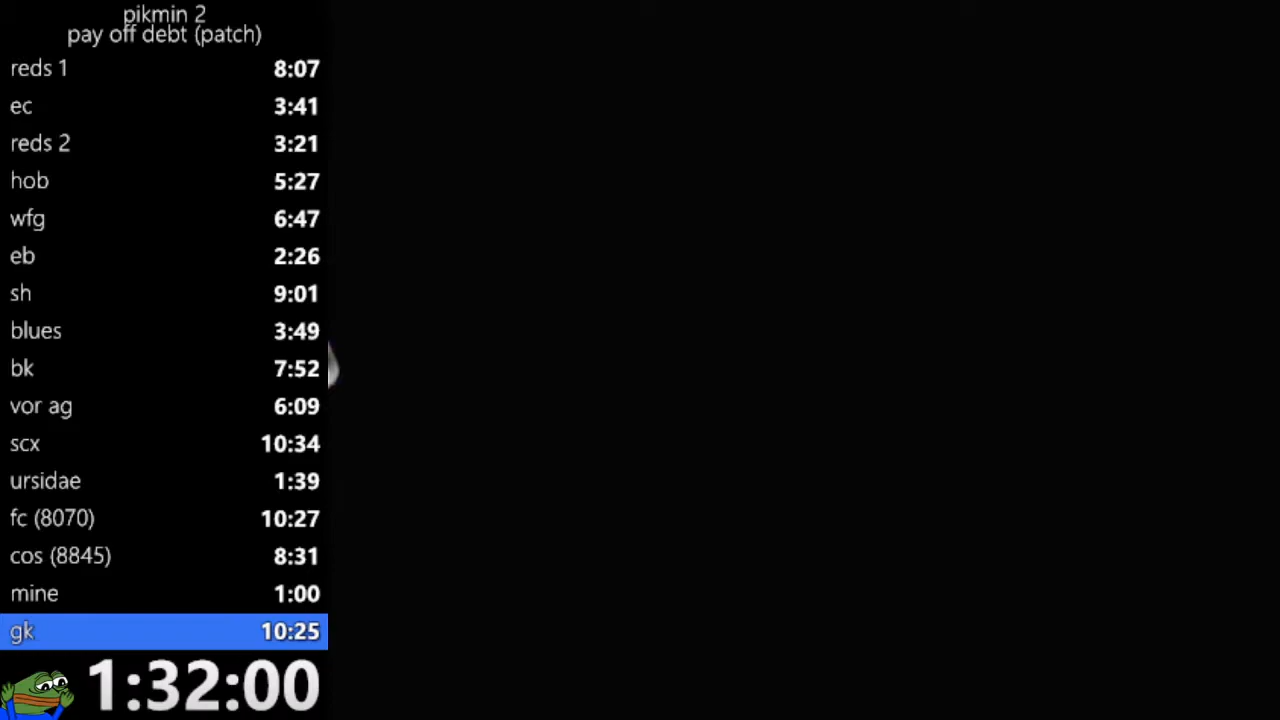 pikmin 2
pay off debt (patch)
reds 1 8:07
ec 3:41
reds 2 3:21
hob 5:27
wfg 6:47
eb 2:26
sh 9:01
blues 3:49
bk 7:52
vor ag 6:09
scx 10:34
ursidae 1:39
fc (8070) 10:27
cos (8845) 8:31
mine 1:00
gk 10:25
1:32:00